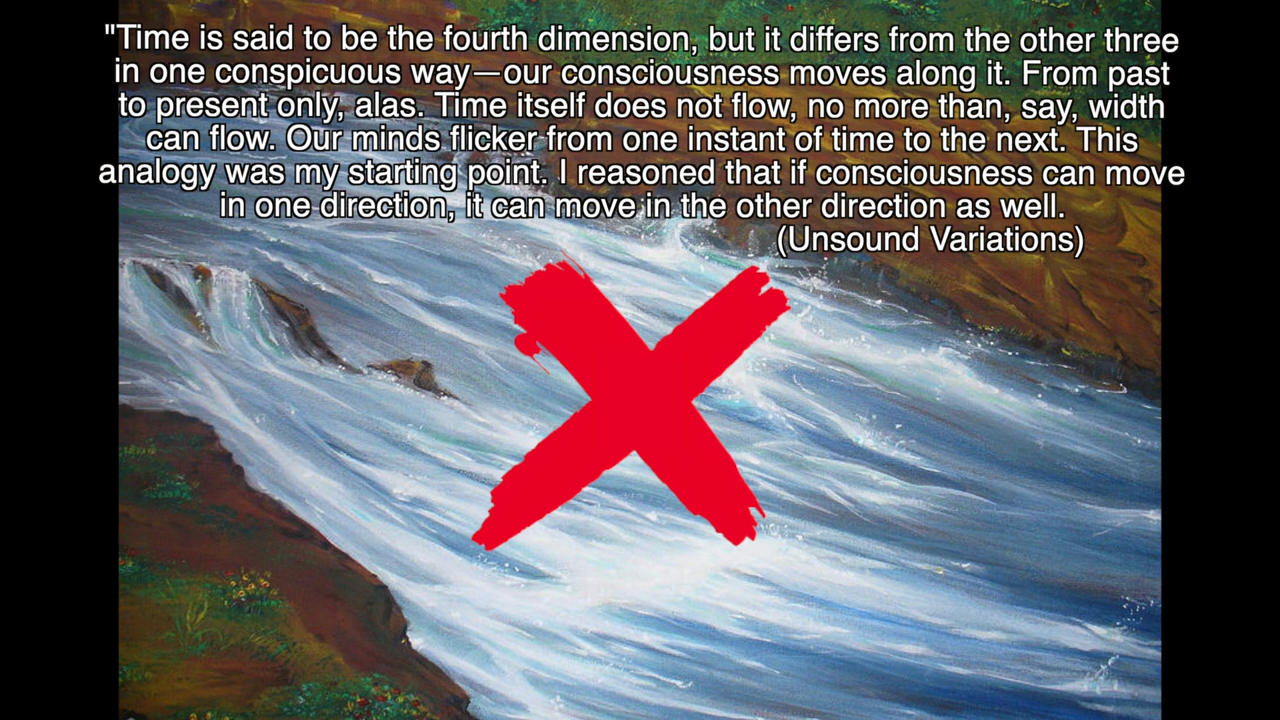 "Time is said to be the fourth dimension, but it differs from the other three
in one conspicuous way—our consciousness moves along it. From past
to present only, alas. Time itself does not flow, no more than, say, width
can flow. Our minds flicker from one instant of time to the next. This
analogy was my starting point. I reasoned that if consciousness can move
in one direction, it can move in the other direction as well.
(Unsound Variations)